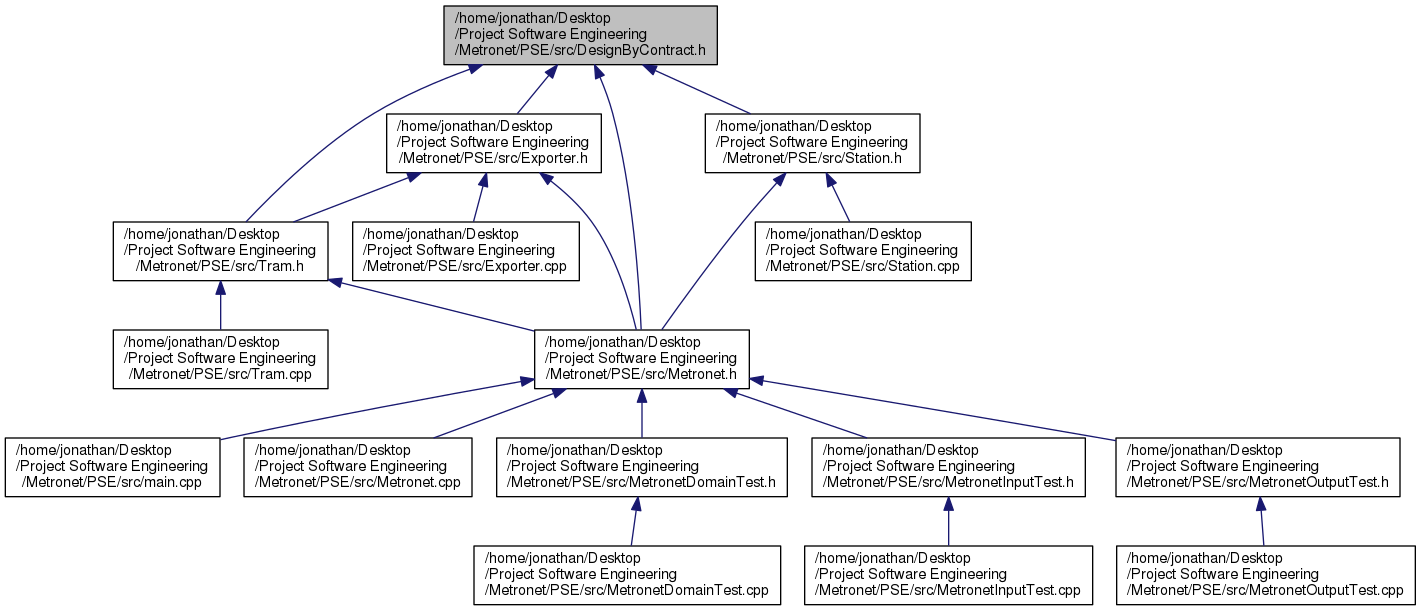 /home/jonathan/Desktop
/Project Software Engineering
/Metronet/PSE/src/DesignByContract.h
/home/jonathan/Desktop
/Project Software Engineering
/Metronet/PSE/src/Exporter.h
/home/jonathan/Desktop
/Project Software Engineering
/Metronet/PSE/src/Station.h
/home/jonathan/Desktop
/Project Software Engineering
/Metronet/PSE/src/Tram.h
/home/jonathan/Desktop
/Project Software Engineering
/Metronet/PSE/src/Exporter.cpp
/home/jonathan/Desktop
/Project Software Engineering
/Metronet/PSE/src/Station.cpp
/home/jonathan/Desktop
/Project Software Engineering
/Metronet/PSE/src/Tram.cpp
/home/jonathan/Desktop
/Project Software Engineering
/Metronet/PSE/src/Metronet.h
/home/jonathan/Desktop
/Project Software Engineering
/Metronet/PSE/src/main.cpp
/home/jonathan/Desktop
/Project Software Engineering
/Metronet/PSE/src/Metronet.cpp
/home/jonathan/Desktop
/Project Software Engineering
/Metronet/PSE/src/MetronetDomainTest.h
/home/jonathan/Desktop
/Project Software Engineering
/Metronet/PSE/src/MetronetInputTest.h
/home/jonathan/Desktop
/Project Software Engineering
/Metronet/PSE/src/MetronetOutputTest.h
/home/jonathan/Desktop
/Project Software Engineering
/Metronet/PSE/src/MetronetDomainTest.cpp
/home/jonathan/Desktop
/Project Software Engineering
/Metronet/PSE/src/MetronetInputTest.cpp
/home/jonathan/Desktop
/Project Software Engineering
/Metronet/PSE/src/MetronetOutputTest.cpp